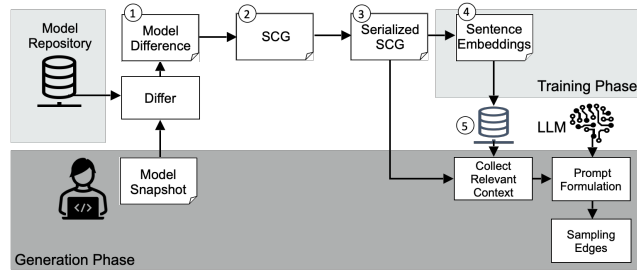 Model
Repository
1
Model
Difference
2
SCG
3
Serialized
SCG
4
Sentence
Embeddings
Training Phase
Differ
5
LLM
</>
Model
Snapshot
Collect
Relevant
Context
Prompt
Formulation
Sampling
Edges
Generation Phase